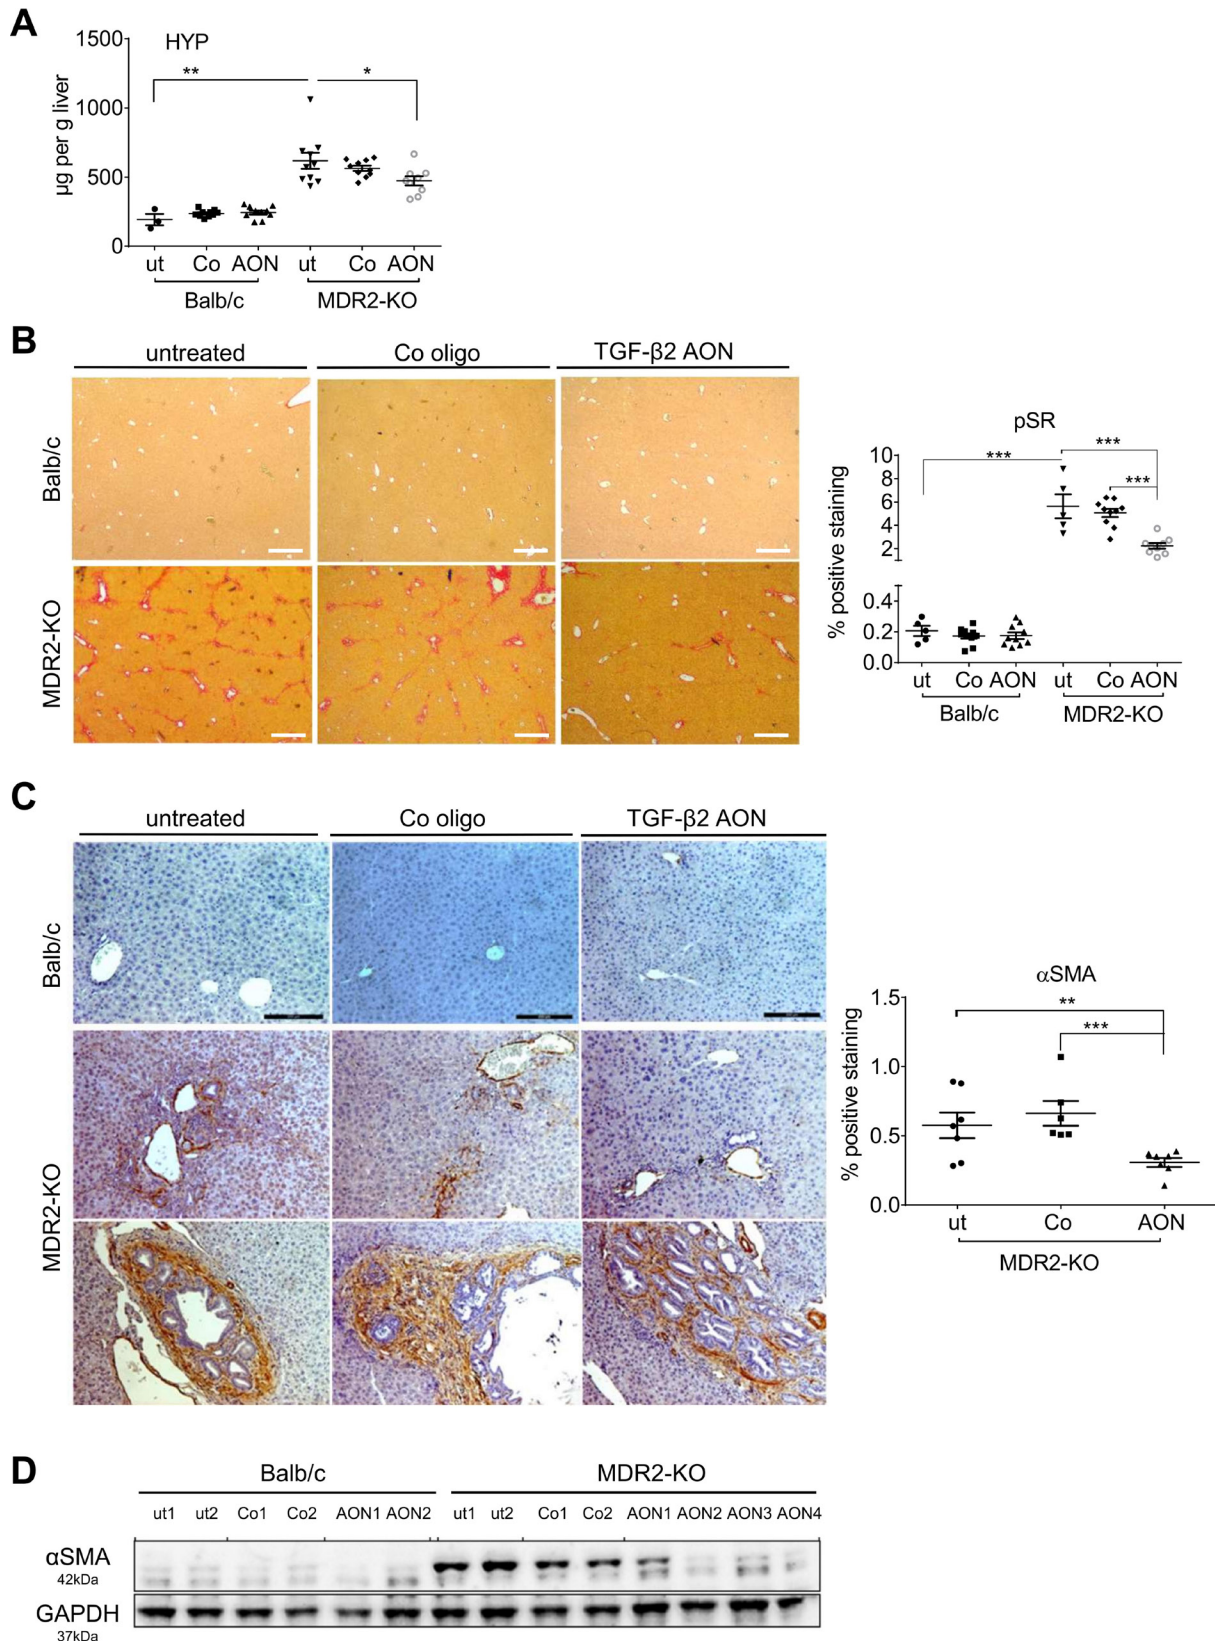 A
HYP
1500
1000
500
0
µg per g liver
**
*
ut Co AON ut Co AON
Balb/c MDR2-KO
B
untreated Co oligo TGF-β2 AON
Balb/c
MDR2-KO
pSR
% positive staining
10
8
6
4
2
0.4
0.2
0.0
***
***
***
ut Co AON ut Co AON
Balb/c MDR2-KO
C
untreated Co oligo TGF-β2 AON
Balb/c
MDR2-KO
αSMA
% positive staining
1.5
1.0
0.5
0.0
**
***
ut Co AON
MDR2-KO
D
Balb/c MDR2-KO
ut1 ut2 Co1 Co2 AON1 AON2 ut1 ut2 Co1 Co2 AON1 AON2 AON3 AON4
αSMA
42kDa
GAPDH
37kDa